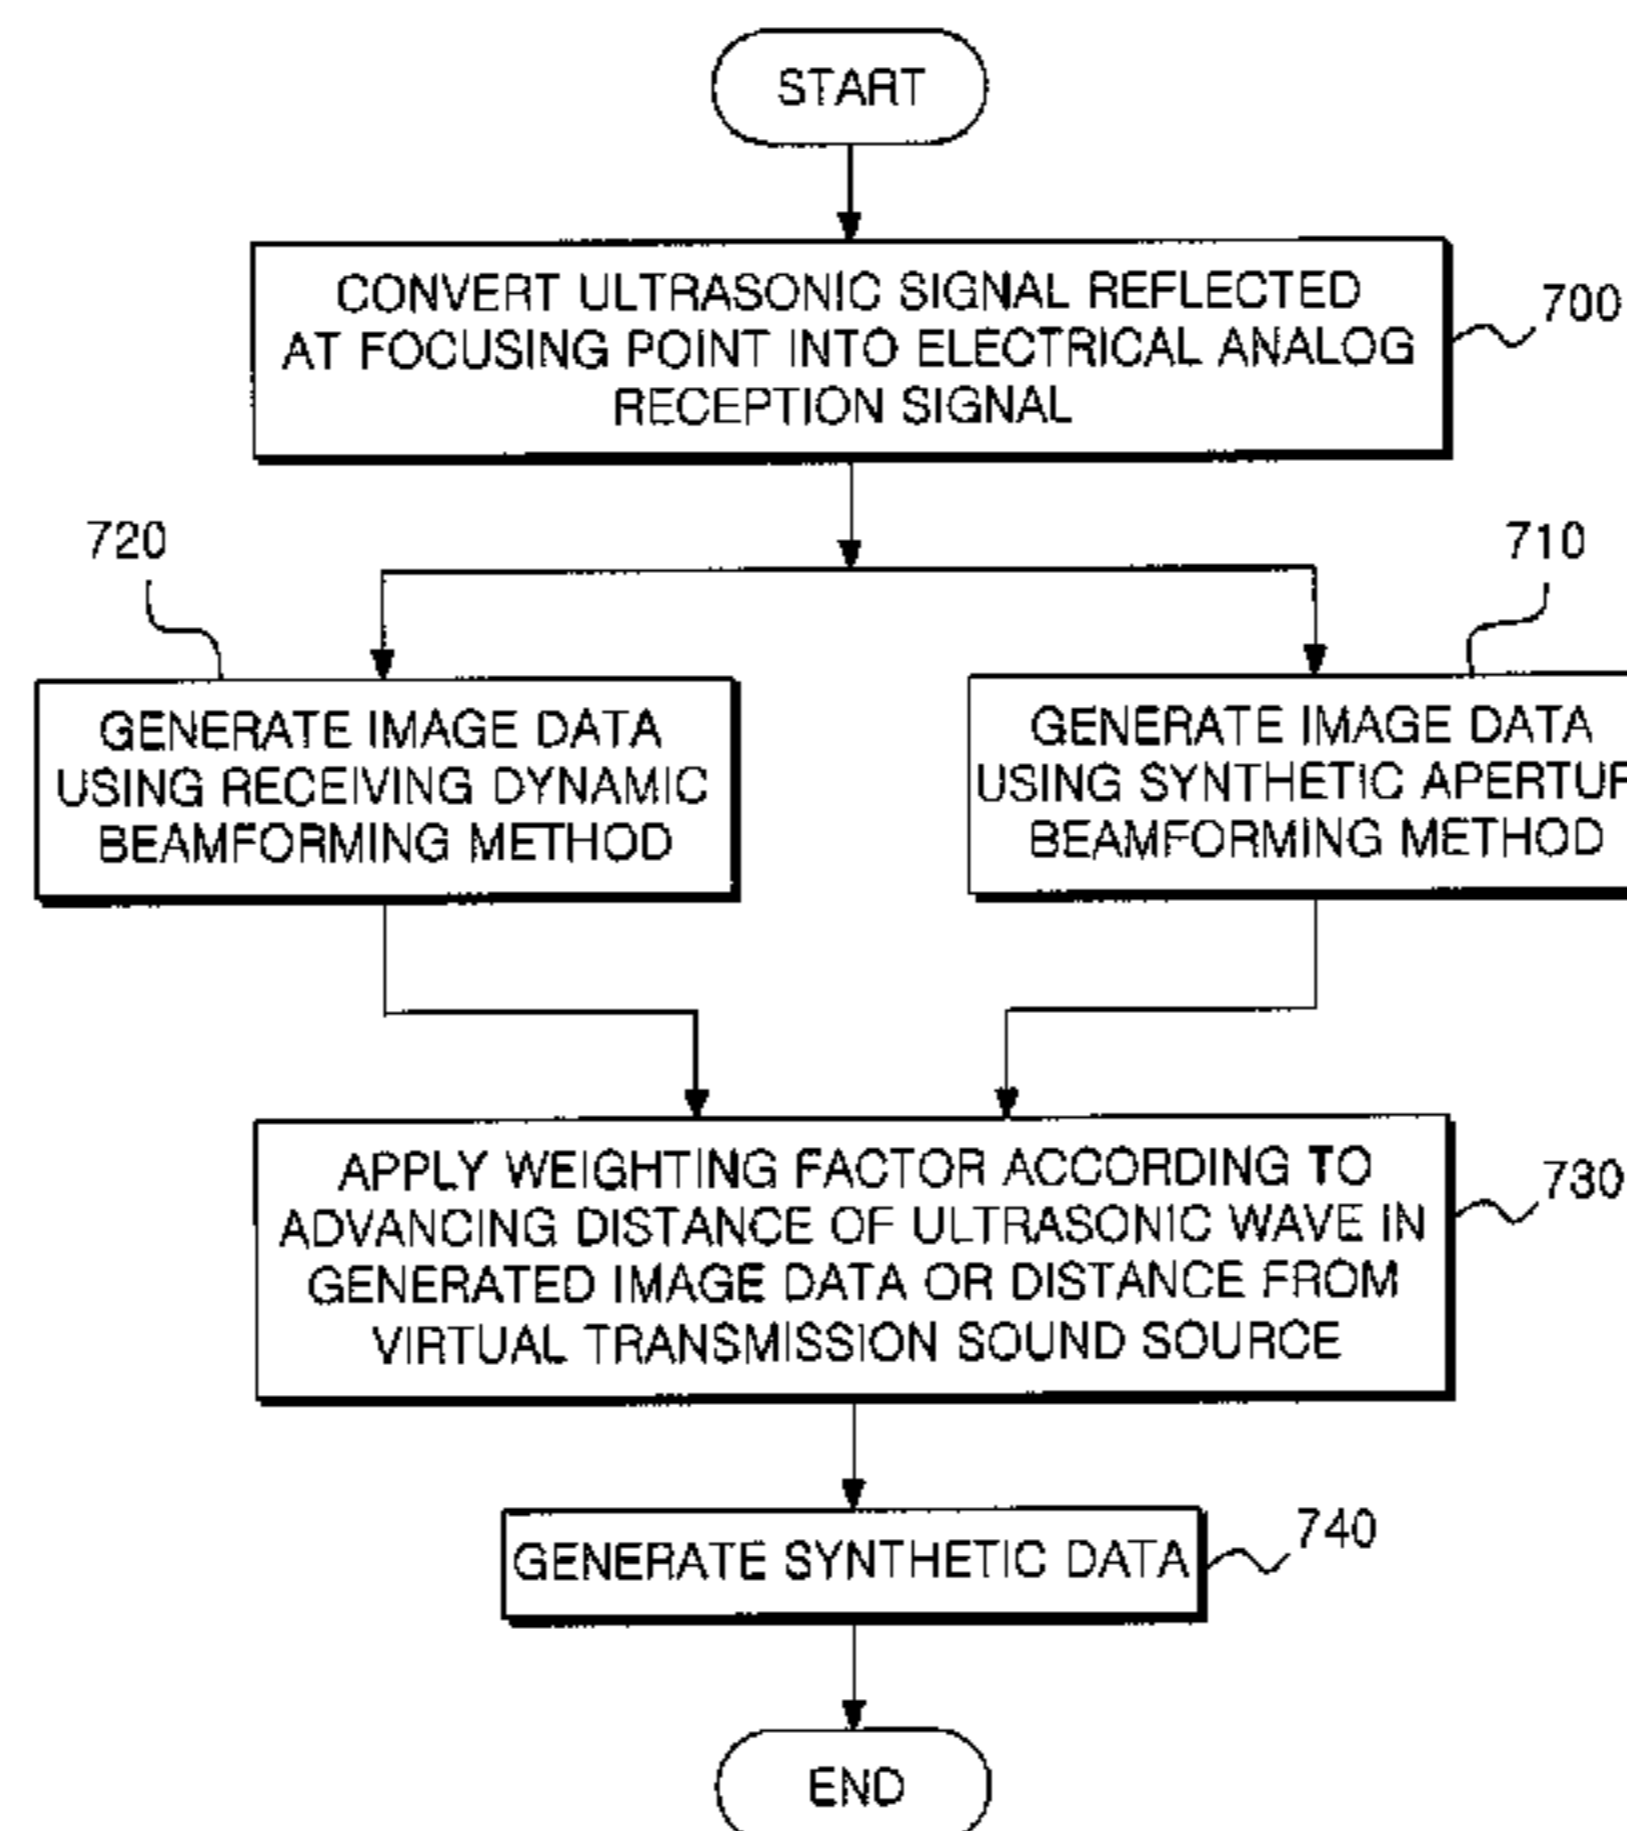 START
CONVERT ULTRASONIC SIGNAL REFLECTED
AT FOCUSING POINT INTO ELECTRICAL ANALOG
RECEPTION SIGNAL
700
720
710
GENERATE IMAGE DATA
USING RECEIVING DYNAMIC
BEAMFORMING METHOD
GENERATE IMAGE DATA
USING SYNTHETIC APERTUR
BEAMFORMING METHOD
APPLY WEIGHTING FACTOR ACCORDING TO
ADVANCING DISTANCE OF ULTRASONIC WAVE IN
GENERATED IMAGE DATA OR DISTANCE FROM
VIRTUAL TRANSMISSION SOUND SOURCE
730
GENERATE SYNTHETIC DATA
740
END